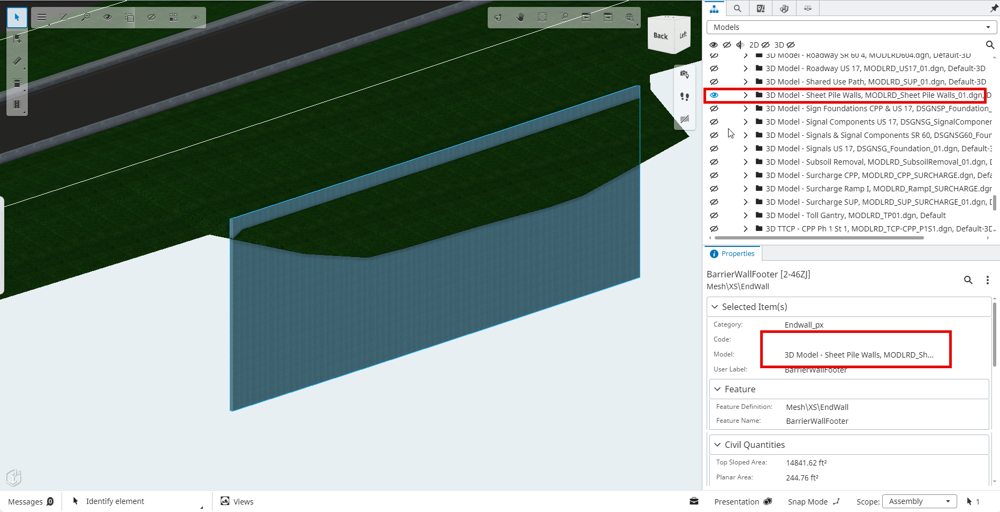 Back
Left
Models
2D
3D
3D Model - Roadway SR 60 4, MODLRD604.dgn, Default-3D
3D Model - Roadway US 17, MODLRD_US17_01.dgn, Default-3D
3D Model - Shared Use Path, MODLRD_SUP_01.dgn, Default-3D
3D Model - Sheet Pile Walls, MODLRD_Sheet Pile Walls_01.dgn, D
3D Model - Sign Foundations CPP & US 17, DSGNSP_Foundation_
3D Model - Signal Components US 17, DSGNSG_SignalComponer
3D Model - Signals & Signal Components SR 60, DSGNSG60_Four
3D Model - Signals US 17, DSGNSG_Foundation_01.dgn, Default-3
3D Model - Subsoil Removal, MODLRD_SubsoilRemoval_01.dgn, D
3D Model - Surcharge CPP, MODLRD_CPP_SURCHARGE.dgn, Defa
3D Model - Surcharge Ramp I, MODLRD_RampI_SURCHARGE.dgr
3D Model - Surcharge SUP, MODLRD_SUP_SURCHARGE_01.dgn, D
3D Model - Toll Gantry, MODLRD_TP01.dgn, Default
3D TTCP - CPP Ph 1 St 1, MODLRD_TCP-CPP_P1S1.dgn, Default-3D
Properties
BarrierWallFooter [2-46ZJ]
Mesh\XS\EndWall
Selected Item(s)
Category: Endwall_px
Code:
Model: 3D Model - Sheet Pile Walls, MODLRD_Sh...
User Label: BarrierWallFooter
Feature
Feature Definition: Mesh\XS\EndWall
Feature Name: BarrierWallFooter
Civil Quantities
Top Sloped Area: 14841.62 ft²
Planar Area: 244.76 ft²
Messages 0
Identify element
Views
Presentation
Snap Mode
Scope: Assembly
1